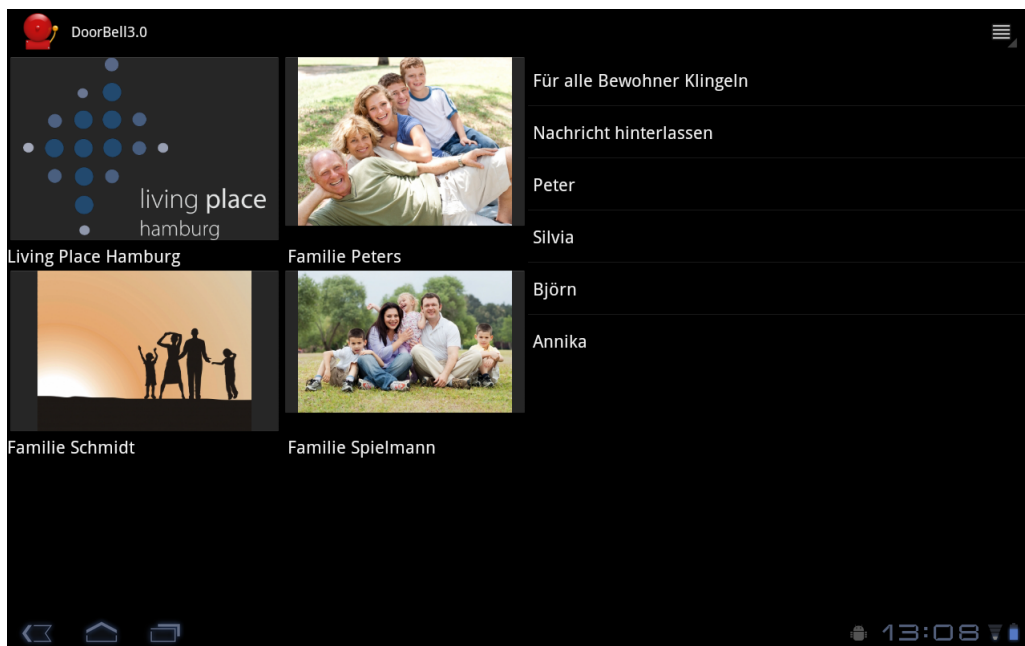 DoorBell3.0
living place
hamburg
Living Place Hamburg
Familie Peters
Familie Schmidt
Familie Spielmann
Für alle Bewohner Klingeln
Nachricht hinterlassen
Peter
Silvia
Björn
Annika
13:08